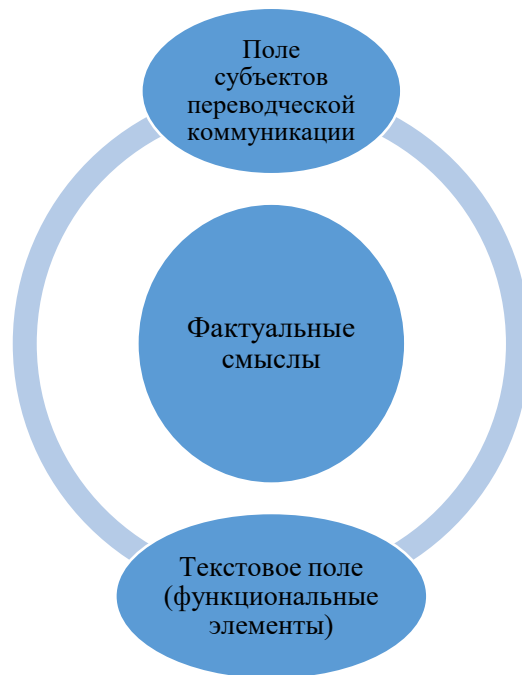 Поле
субъектов
переводческой
коммуникации
Фактуальные
смыслы
Текстовое поле
(функциональные
элементы)